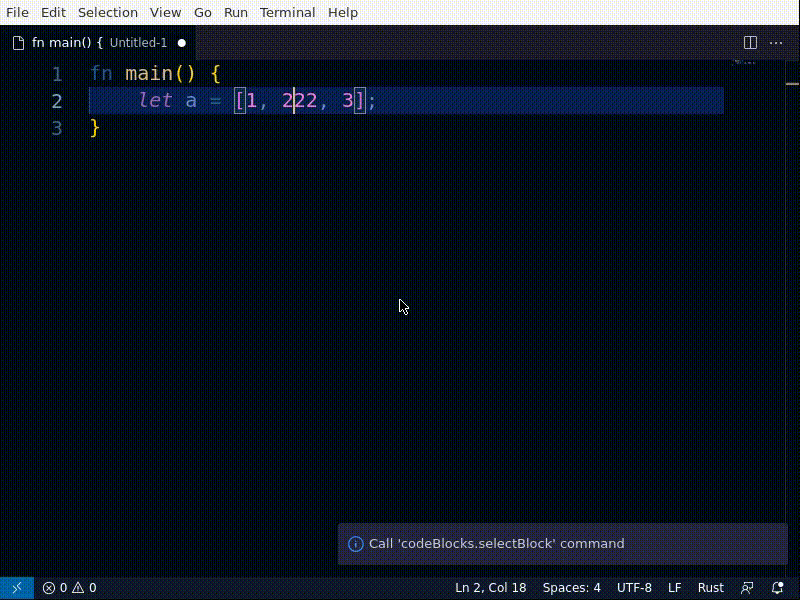 File Edit Selection View Go Run Terminal Help
fn main() { Untitled-1
1 fn main() {
2     let a = [1, 222, 3];
3 }
Call 'codeBlocks.selectBlock' command
0 0 Ln 2, Col 18 Spaces: 4 UTF-8 LF Rust